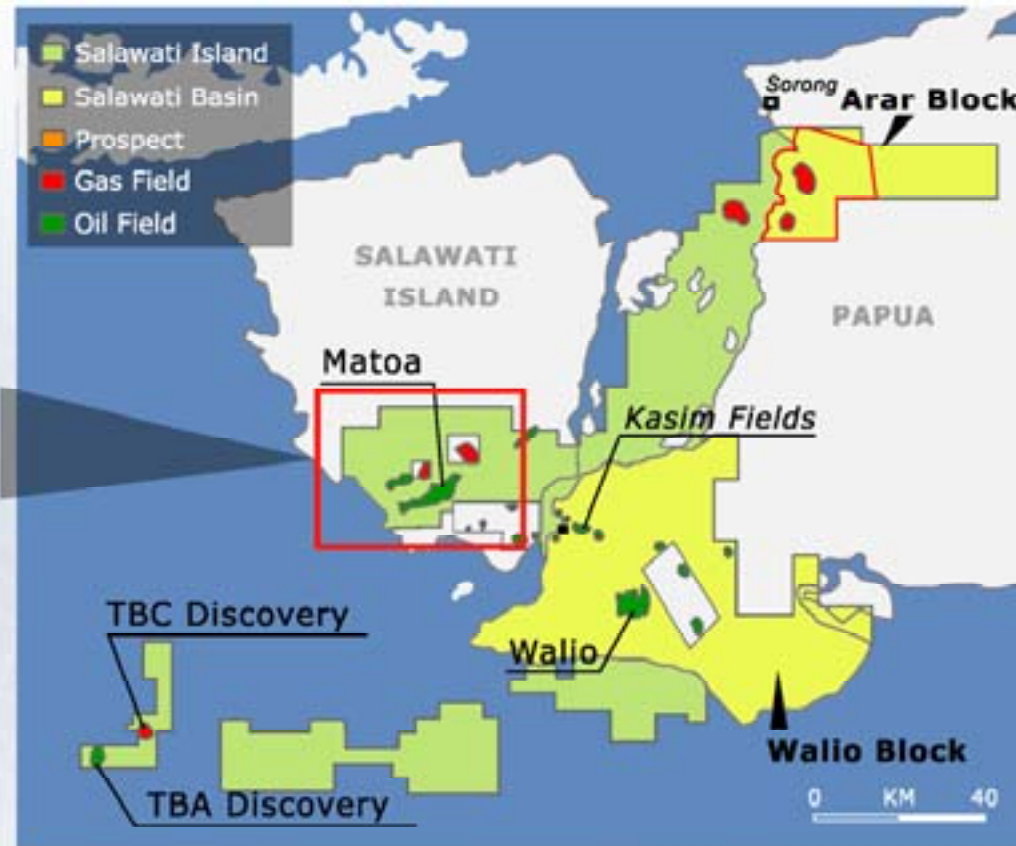 Salawati Island
Salawati Basin
Prospect
Gas Field
Oil Field
Sorong
Arar Block
SALAWATI
ISLAND
PAPUA
Matoa
Kasim Fields
TBC Discovery
Walio
Walio Block
TBA Discovery
0 KM 40